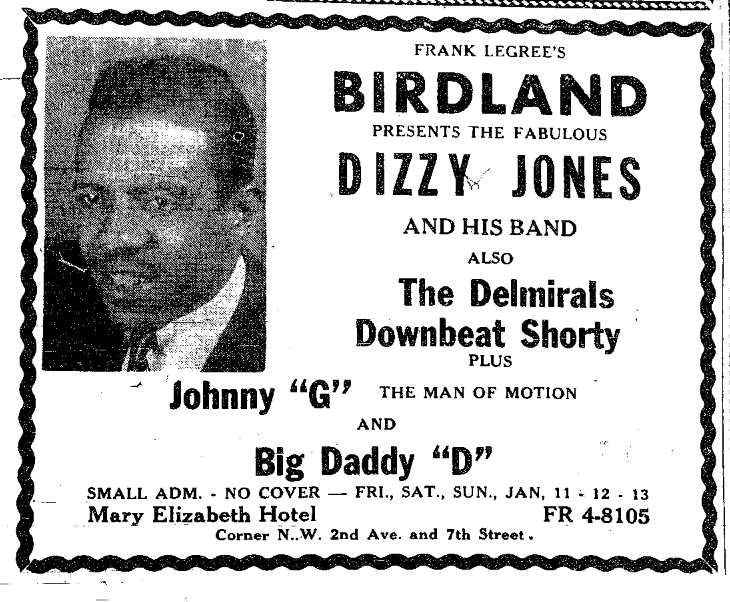 FRANK LEGREE'S
BIRDLAND
PRESENTS THE FABULOUS
DIZZY JONES
AND HIS BAND
ALSO
The Delmirals
Downbeat Shorty
PLUS
Johnny "G" THE MAN OF MOTION
AND
Big Daddy "D"
SMALL ADM. - NO COVER — FRI., SAT., SUN., JAN, 11 - 12 - 13
Mary Elizabeth Hotel FR 4-8105
Corner N..W. 2nd Ave. and 7th Street.